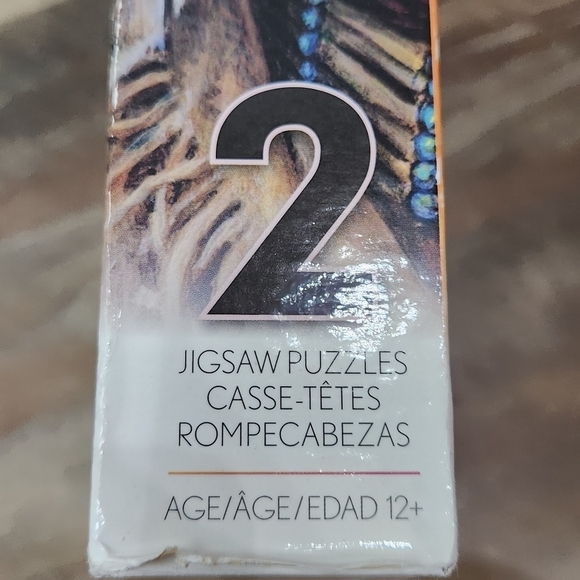 2
JIGSAW PUZZLES
CASSE-TÊTES
ROMPECABEZAS
AGE/ÂGE/EDAD 12+